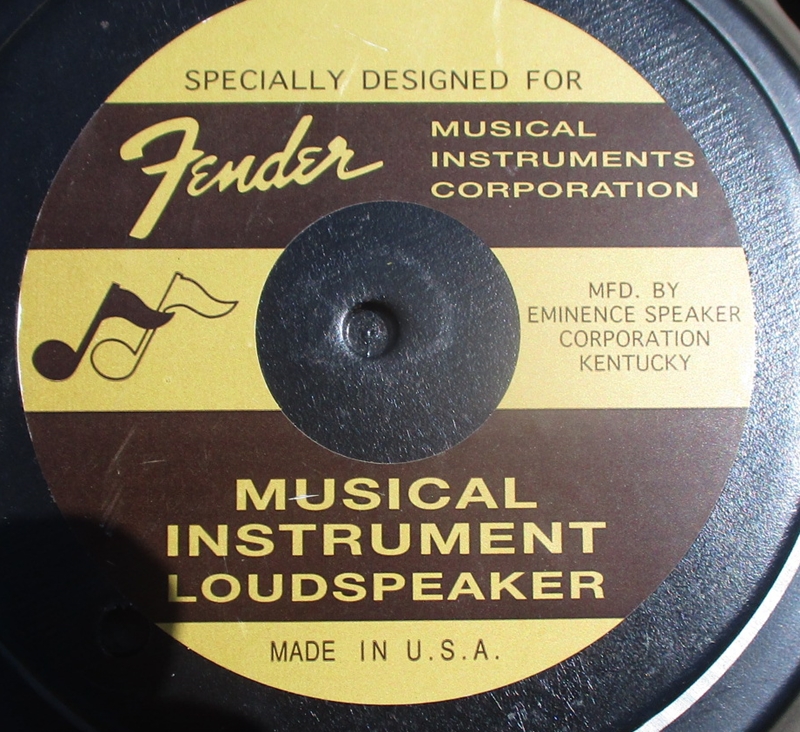 SPECIALLY DESIGNED FOR
Fender
MUSICAL
INSTRUMENTS
CORPORATION
MFD. BY
EMINENCE SPEAKER
CORPORATION
KENTUCKY
MUSICAL
INSTRUMENT
LOUDSPEAKER
MADE IN U.S.A.